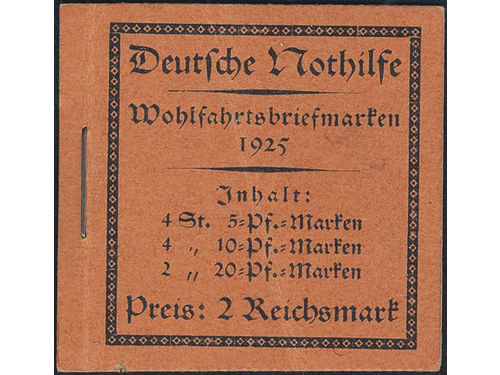 Deutsche Nothilfe
Wohlfahrtsbriefmarken
1925
Inhalt:
4 St. 5-Pf.-Marken
4 „ 10-Pf.-Marken
2 „ 20-Pf.-Marken
Preis: 2 Reichsmark